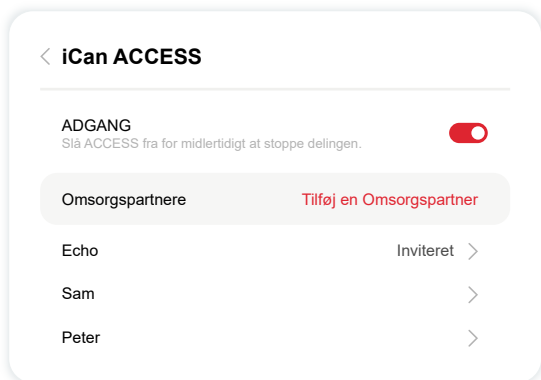 iCan ACCESS
ADGANG
Slå ACCESS fra for midlertidigt at stoppe delingen.
Omsorgspartnere Tilføj en Omsorgspartner
Echo Inviteret
Sam
Peter